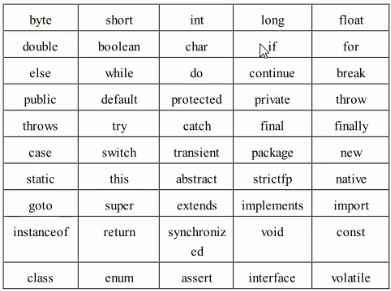 byte short int long float
double boolean char if for
else while do continue break
public default protected private throw
throws try catch final finally
case switch transient package new
static this abstract strictfp native
goto super extends implements import
instanceof return synchroniz void const
ed
class enum assert interface volatile